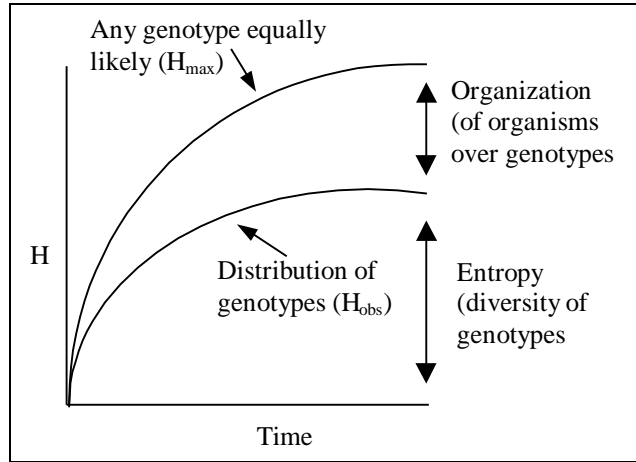 Any genotype equally
likely (Hmax)
Organization
(of organisms
over genotypes
H
Distribution of
genotypes (Hobs)
Entropy
(diversity of
genotypes
Time